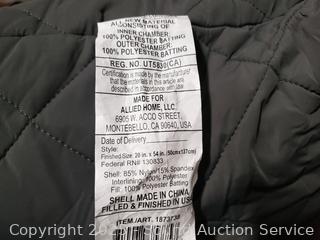 ALL NEW MATERIAL
CONSISTING OF
INNER CHAMBER:
100% POLYESTER BATTING
OUTER CHAMBER:
100% POLYESTER BATTING
REG. NO. UT5830(CA)
Certification is made by the manufacturer
that the materials in this article are
in accordance with law.
MADE FOR
ALLIED HOME, LLC.
6905 W. ACCO STREET,
MONTEBELLO, CA 90640, USA
Date of Delivery
Style:
Finished Size: 20 in. x 54 in. (50cm x 137cm)
Federal RN# 130833
Shell: 85% Nylon/15% Spandex
Interlining: 100% Polyester
Fill: 100% Polyester Batting
SHELL MADE IN CHINA,
FILLED & FINISHED IN USA
ITEM./ART. 1873738
Copyright Online Auction Services